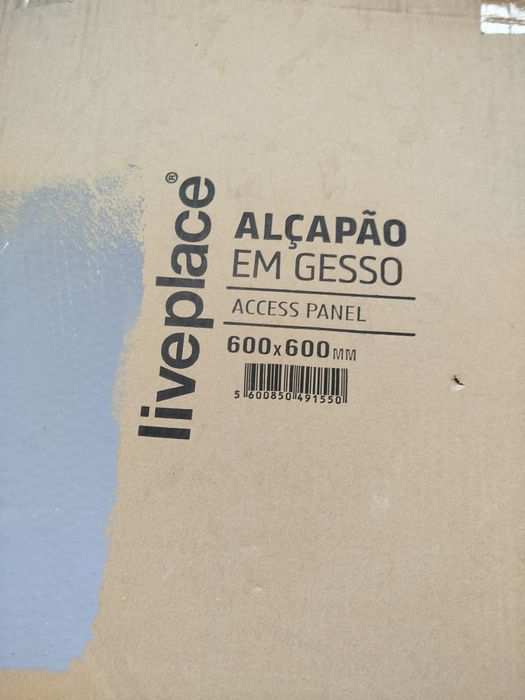 liveplace®
ALÇAPÃO
EM GESSO
ACCESS PANEL
600x600MM
5 600850 491550